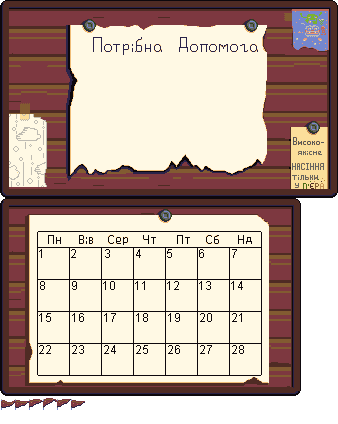 Потрібна Допомога
Високо-
якісне
НАСІННЯ
тільки
У П'ЄРА
Пн Вів Сер Чт Пт Сб Нд
1 2 3 4 5 6 7
8 9 10 11 12 13 14
15 16 17 18 19 20 21
22 23 24 25 26 27 28